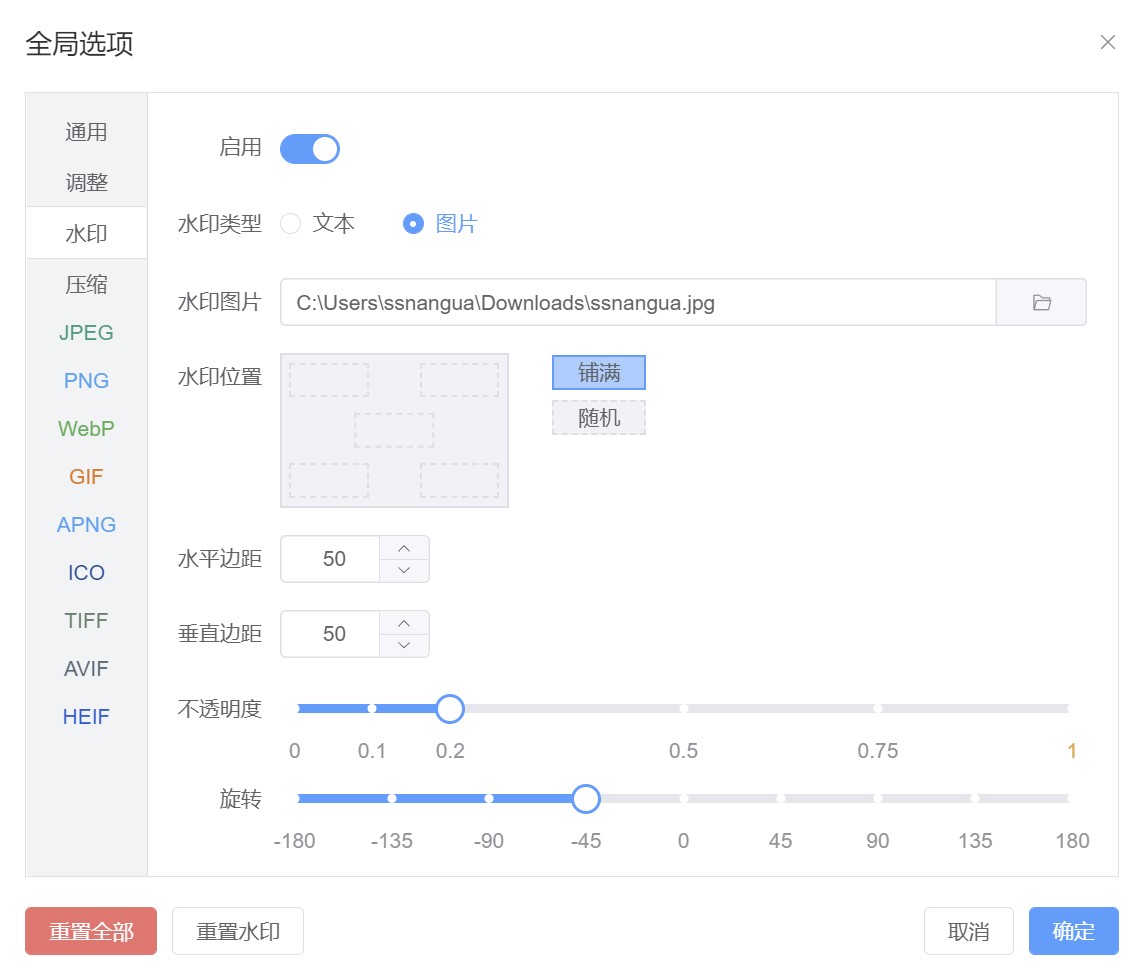 全局选项
通用
调整
水印
压缩
JPEG
PNG
WebP
GIF
APNG
ICO
TIFF
AVIF
HEIF
启用
水印类型 文本 图片
水印图片 C:\Users\ssnangua\Downloads\ssnangua.jpg
水印位置 铺满
随机
水平边距 50
垂直边距 50
不透明度
0 0.1 0.2 0.5 0.75 1
旋转
-180 -135 -90 -45 0 45 90 135 180
重置全部 重置水印 取消 确定